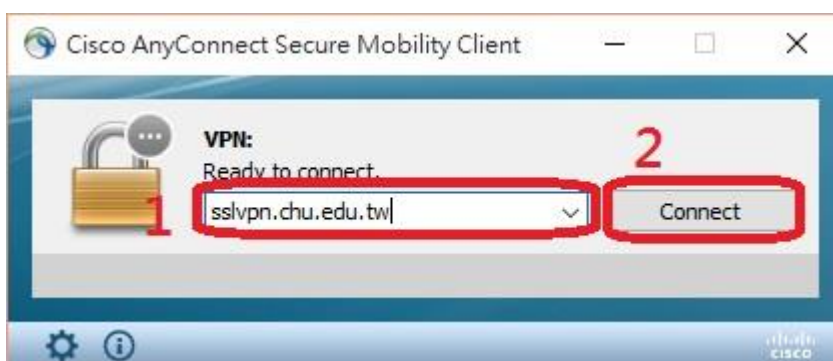 Cisco AnyConnect Secure Mobility Client
VPN:
Ready to connect.
2
1
sslvpn.chu.edu.tw
Connect
cisco